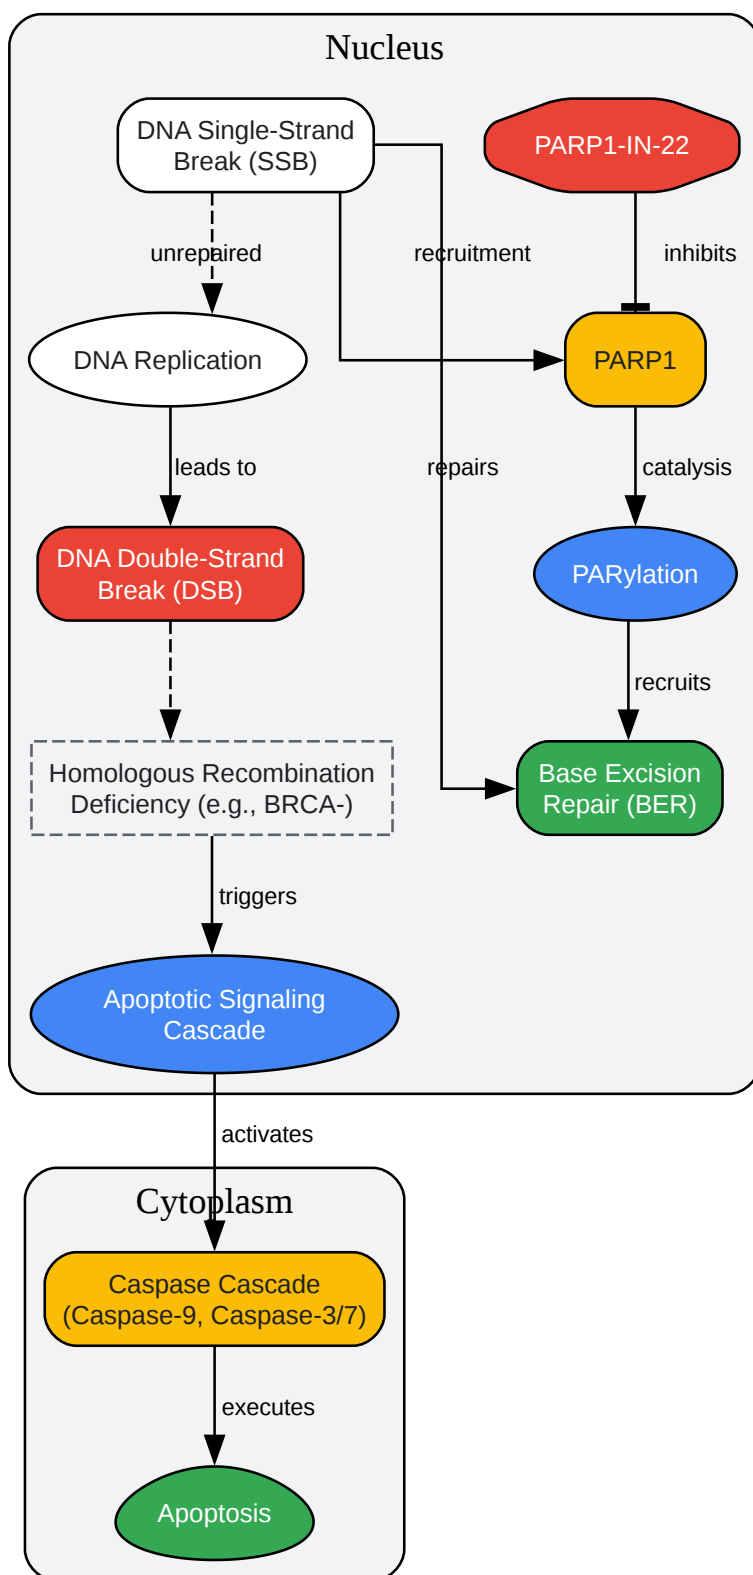 Nucleus
DNA Single-Strand
Break (SSB)
PARP1-IN-22
unrepaired
recruitment
inhibits
DNA Replication
PARP1
leads to
repairs
catalysis
DNA Double-Strand
Break (DSB)
PARylation
recruits
Homologous Recombination
Deficiency (e.g., BRCA-)
Base Excision
Repair (BER)
triggers
Apoptotic Signaling
Cascade
activates
Cytoplasm
Caspase Cascade
(Caspase-9, Caspase-3/7)
executes
Apoptosis